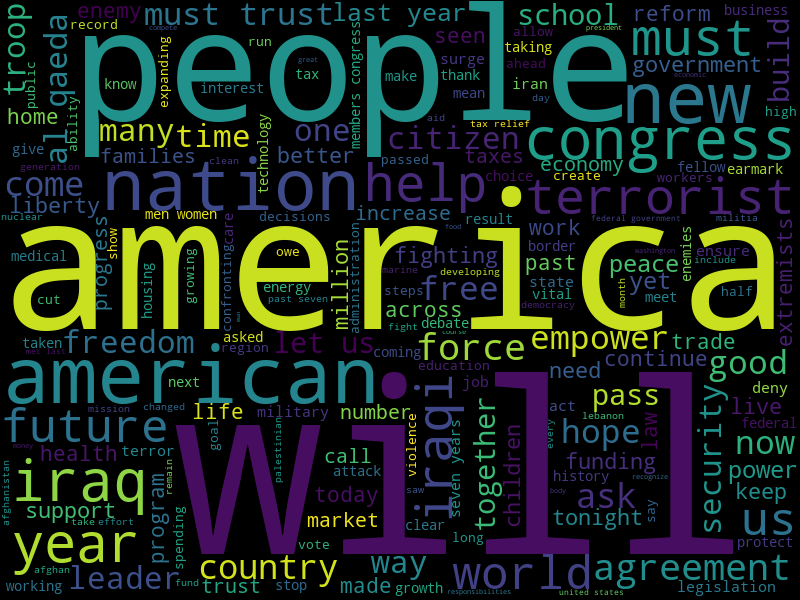 enemy
must trust
last year
school
reform
business
record
compete
president
troop
public
al qaeda
people
seen
taking
allow
must
government
build
expanding
run
great
surge
ahead
know
interest
tax
make
thank
iran
new
day
economic
high
home
ability
members congress
mean
aid
tax relief
many
time
one
citizen
congress
give
families
better
technology
passed
taxes
economy
fellow
earmark
generation
clean
choice
create
workers
come
nation
help
terrorist
liberty
nuclear
men women
decisions
increase
result
work
federal government
militia
progress
show
care
america
medical
owe
million
administration
fighting
border
past
peace
enemies
ensure
washington
include
extremists
food
housing
growing
confronting
energy
past seven
marine
developing
state
yet
cut
steps
free
vital
meet
month
half
across
democracy
fight
debate
taken
freedom
asked
region
let us
coming
force
empower
trade
met last
course
continue
good
american
next
education
job
need
deny
mission
changed
life
military
number
iraqi
pass
live
future
goal
act
lebanon
law
federal
money
health
terror
palestinian
call
violence
together
children
every
hope
security
now
iraq
will
attack
clear
seven years
funding
history
recognize
power
afghanistan
remain
program
today
saw
ask
body
keep
support
spending
market
tonight
say
us
take
effort
year
vote
long
protect
afghan
country
way
world
agreement
working
leader
fund
trust
stop
made
growth
responsibilities
united states
legislation